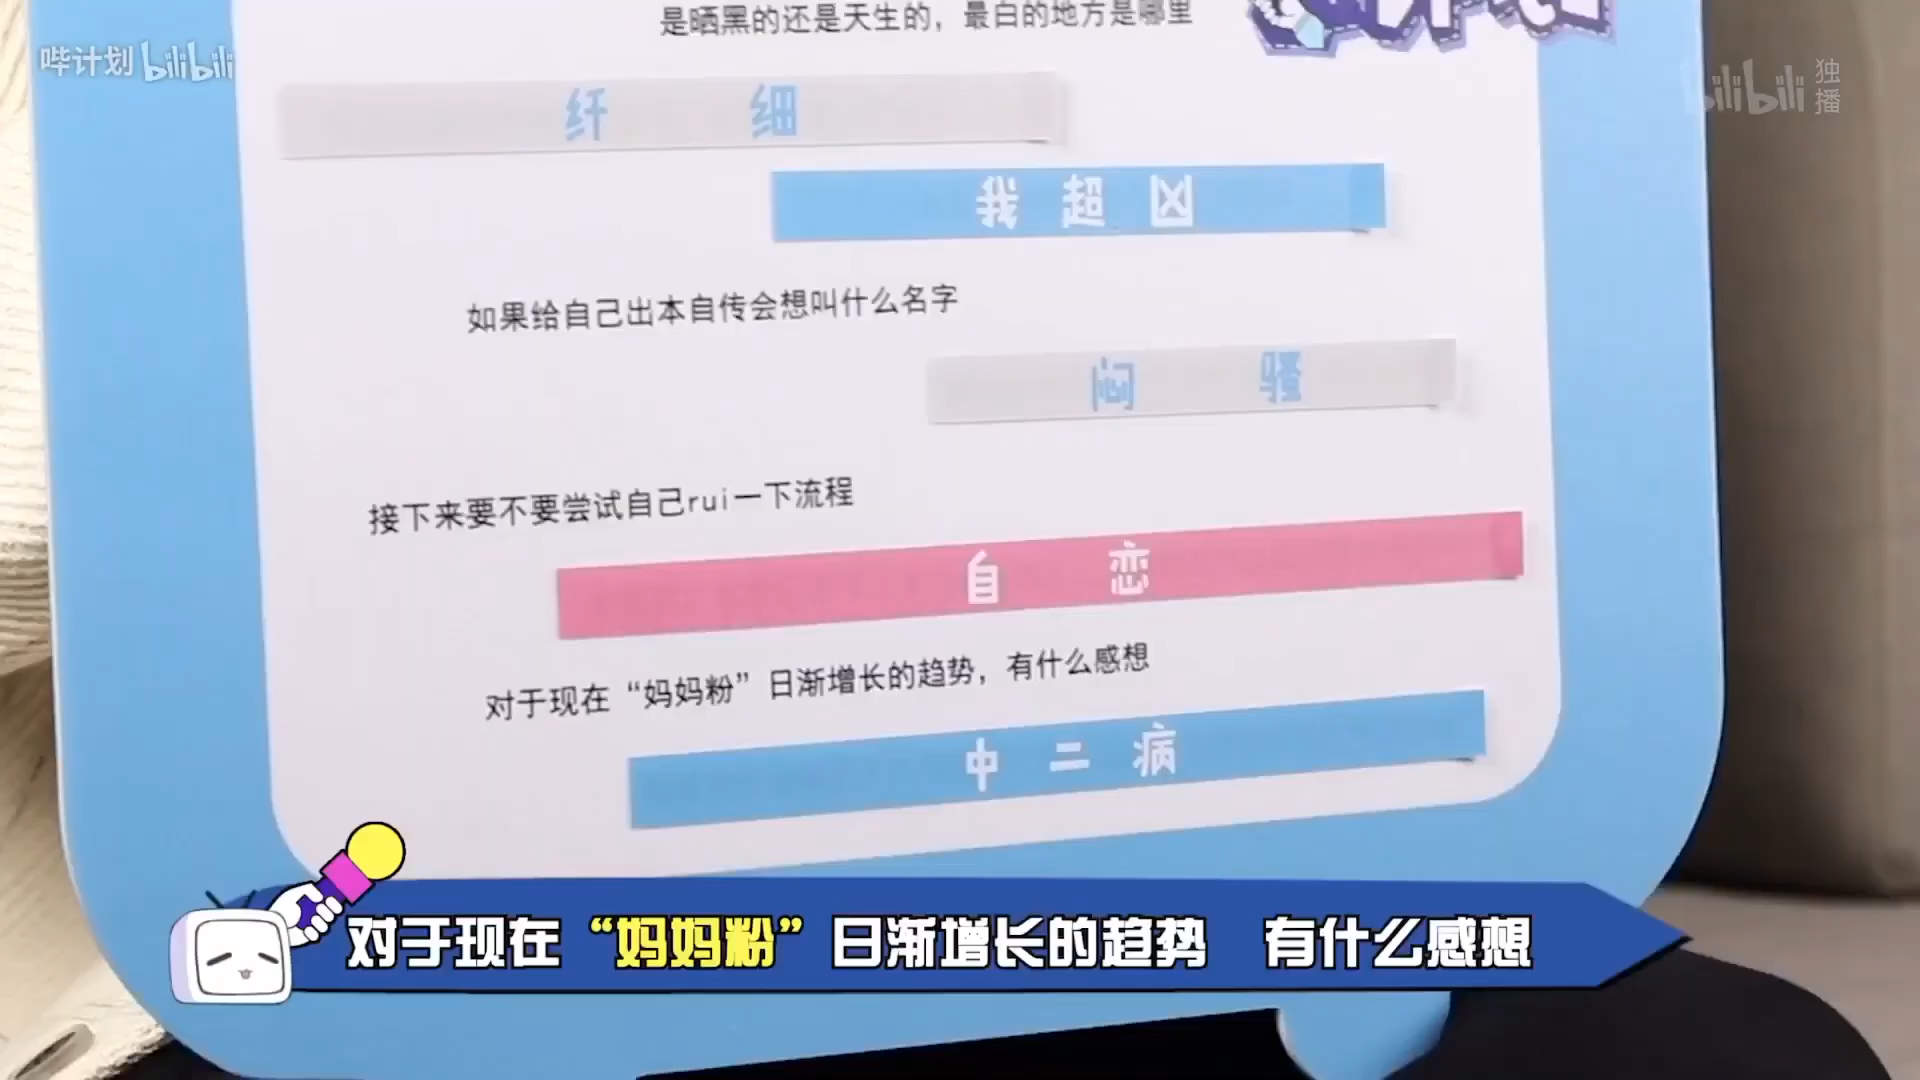 是晒黑的还是天生的，最白的地方是哪里
哔计划 bilibili
bilibili 独播
纤 细
我 超 凶
如果给自己出本自传会想叫什么名字
闷 骚
接下来要不要尝试自己rui一下流程
自 恋
对于现在“妈妈粉”日渐增长的趋势，有什么感想
中 二 病
对于现在“妈妈粉”日渐增长的趋势 有什么感想